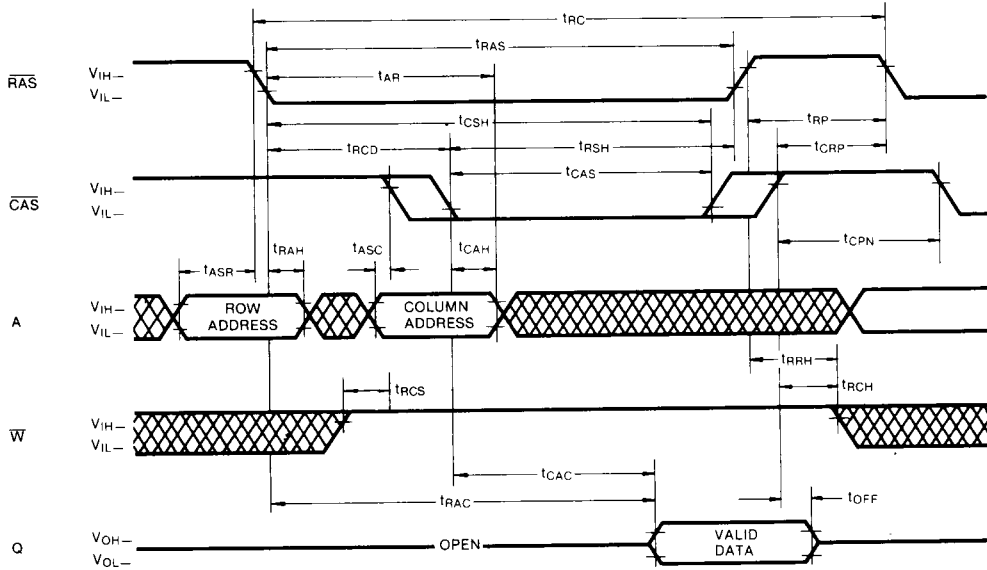 tRC
tRAS
tAR
RAS VIH VIL
tCSH
tRP
tRCD tRSH tCRP
tCAS
CAS VIH VIL
tRAH tASC tCAH tCPN
tASR
A VIH VIL
ROW ADDRESS
COLUMN ADDRESS
tRRH
tRCS tRCH
W VIH VIL
tCAC
tRAC tOFF
Q VOH VOL
OPEN
VALID DATA